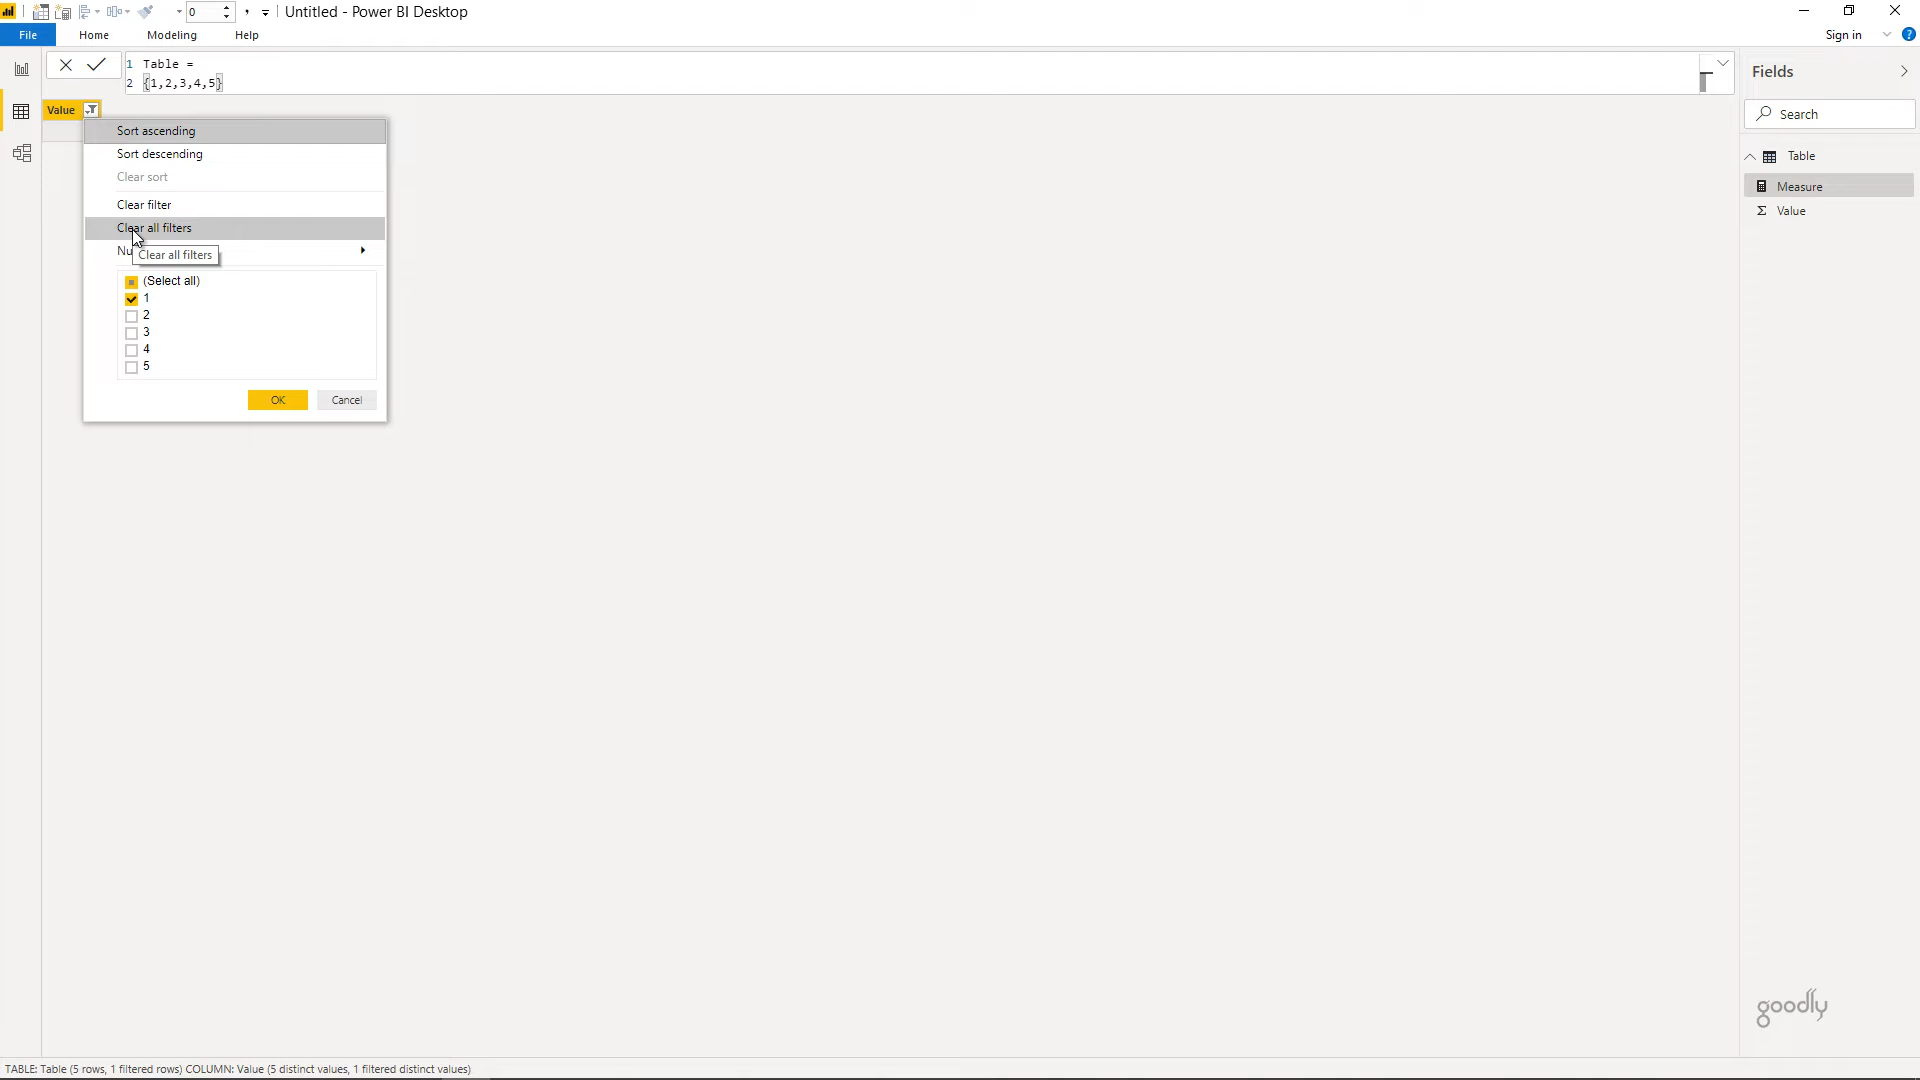 0
Untitled - Power BI Desktop
File
Home
Modeling
Help
Sign in
?
1 Table =
2 {1,2,3,4,5}
Fields
Search
Table
Measure
Value
Value
Sort ascending
Sort descending
Clear sort
Clear filter
Clear all filters
Nu
Clear all filters
(Select all)
1
2
3
4
5
OK
Cancel
goodly
TABLE: Table (5 rows, 1 filtered rows) COLUMN: Value (5 distinct values, 1 filtered distinct values)